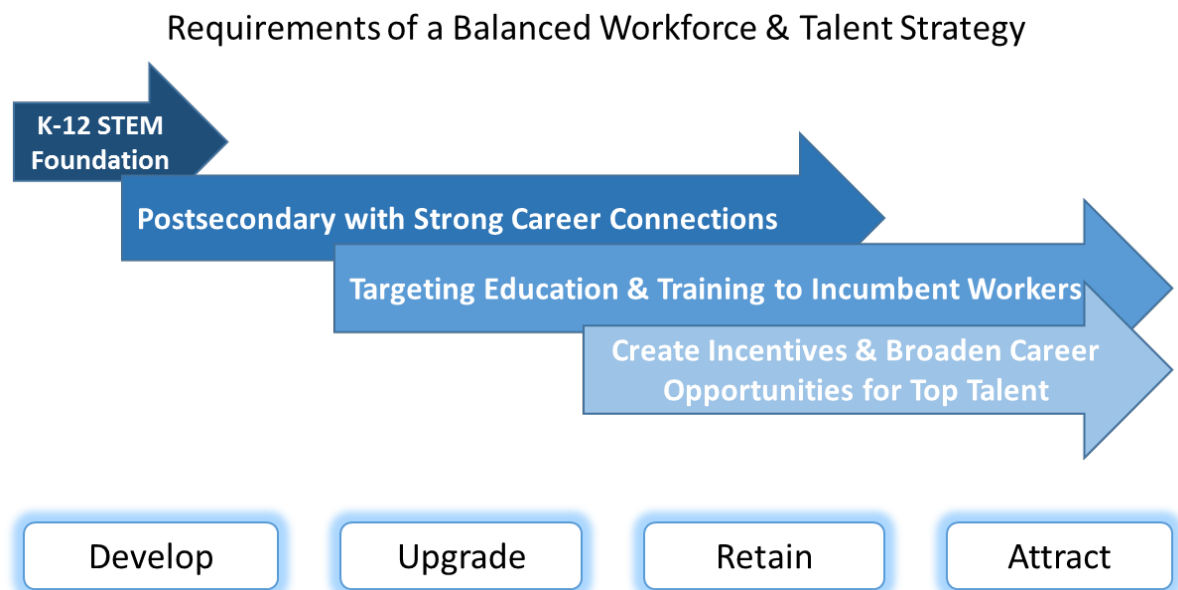 Requirements of a Balanced Workforce & Talent Strategy
K-12 STEM
Foundation
Postsecondary with Strong Career Connections
Targeting Education & Training to Incumbent Workers
Create Incentives & Broaden Career
Opportunities for Top Talent
Develop
Upgrade
Retain
Attract